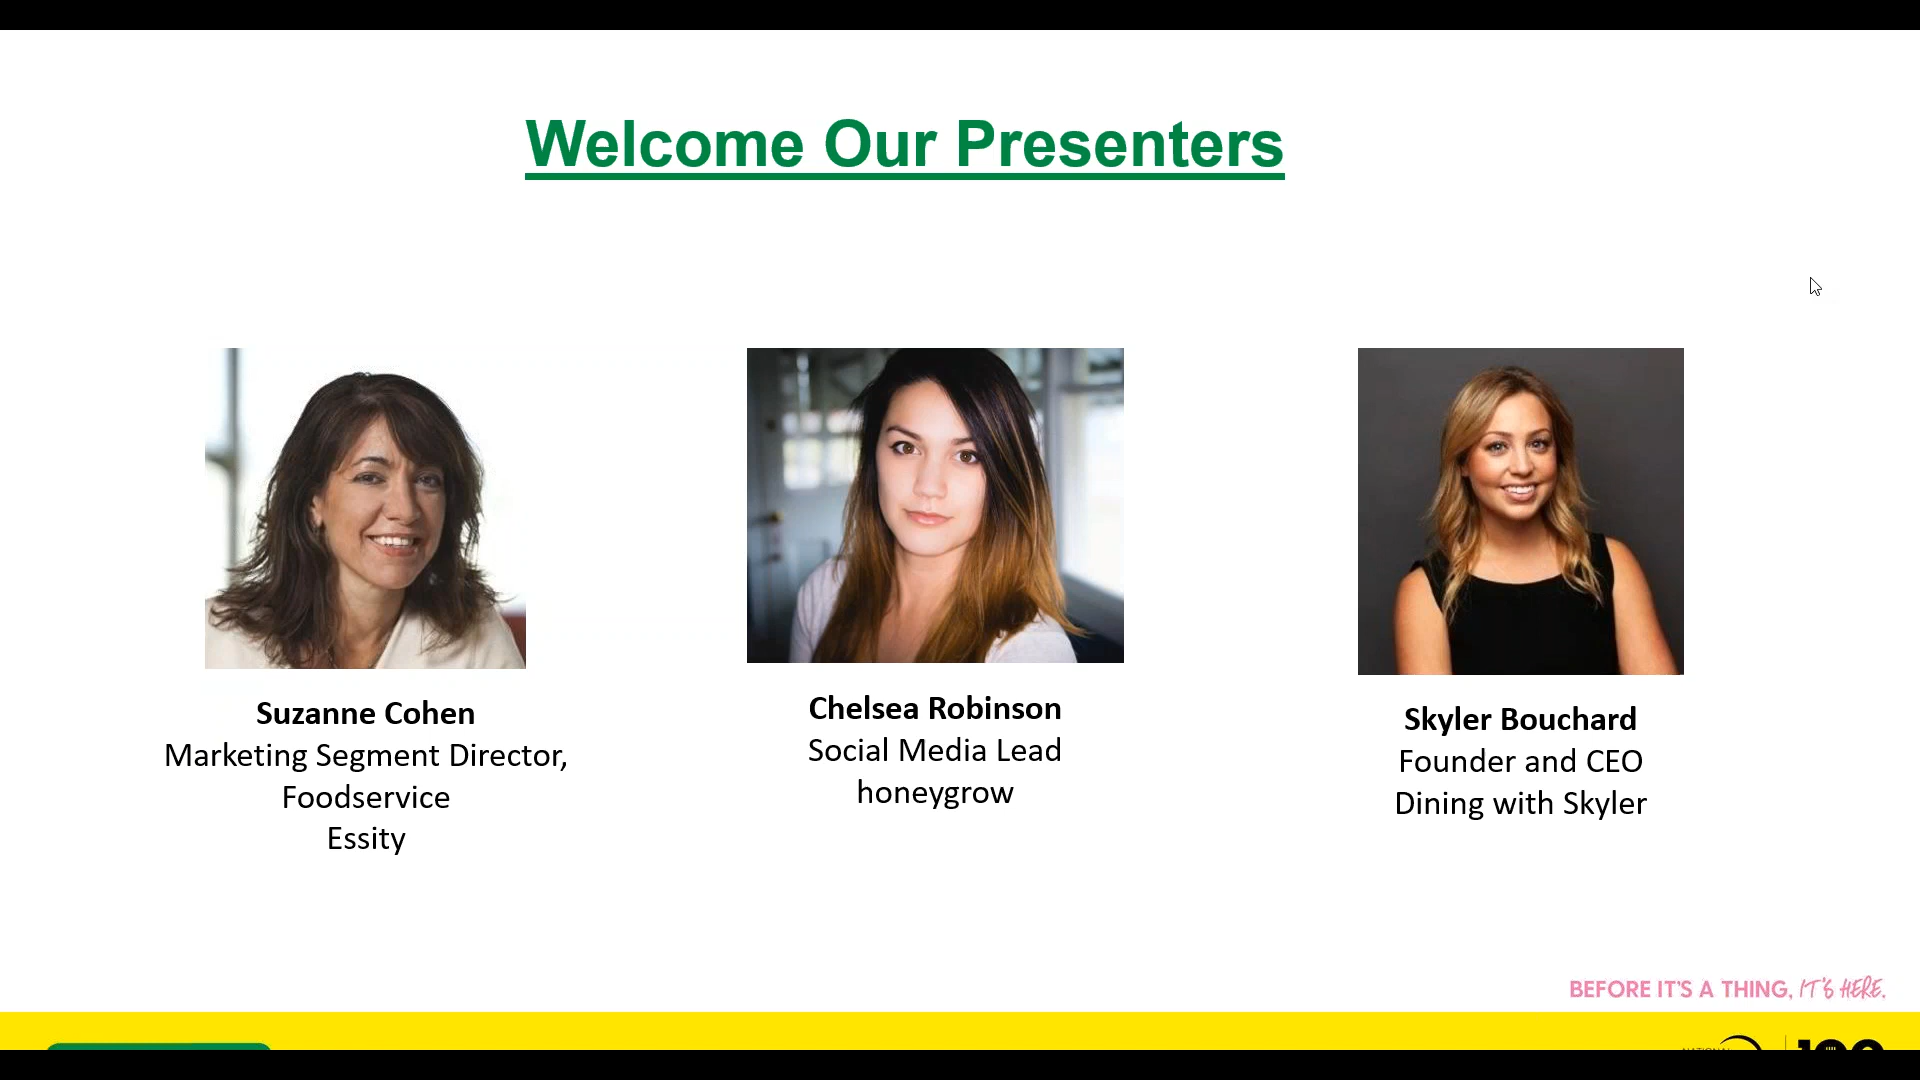 Welcome Our Presenters
Suzanne Cohen
Marketing Segment Director,
Foodservice
Essity
Chelsea Robinson
Social Media Lead
honeygrow
Skyler Bouchard
Founder and CEO
Dining with Skyler
BEFORE IT'S A THING, IT'S HERE.